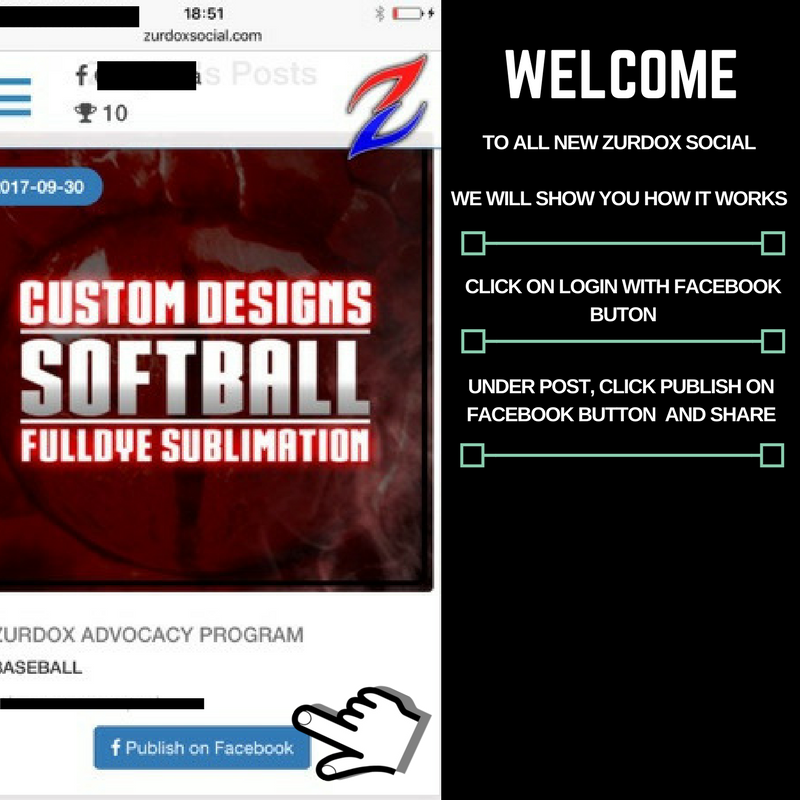 18:51
zurdoxsocial.com
s Posts
10
2017-09-30
CUSTOM DESIGNS
SOFTBALL
FULLDYE SUBLIMATION
ZURDOX ADVOCACY PROGRAM
BASEBALL
f Publish on Facebook
WELCOME
TO ALL NEW ZURDOX SOCIAL
WE WILL SHOW YOU HOW IT WORKS
CLICK ON LOGIN WITH FACEBOOK
BUTON
UNDER POST, CLICK PUBLISH ON
FACEBOOK BUTTON AND SHARE